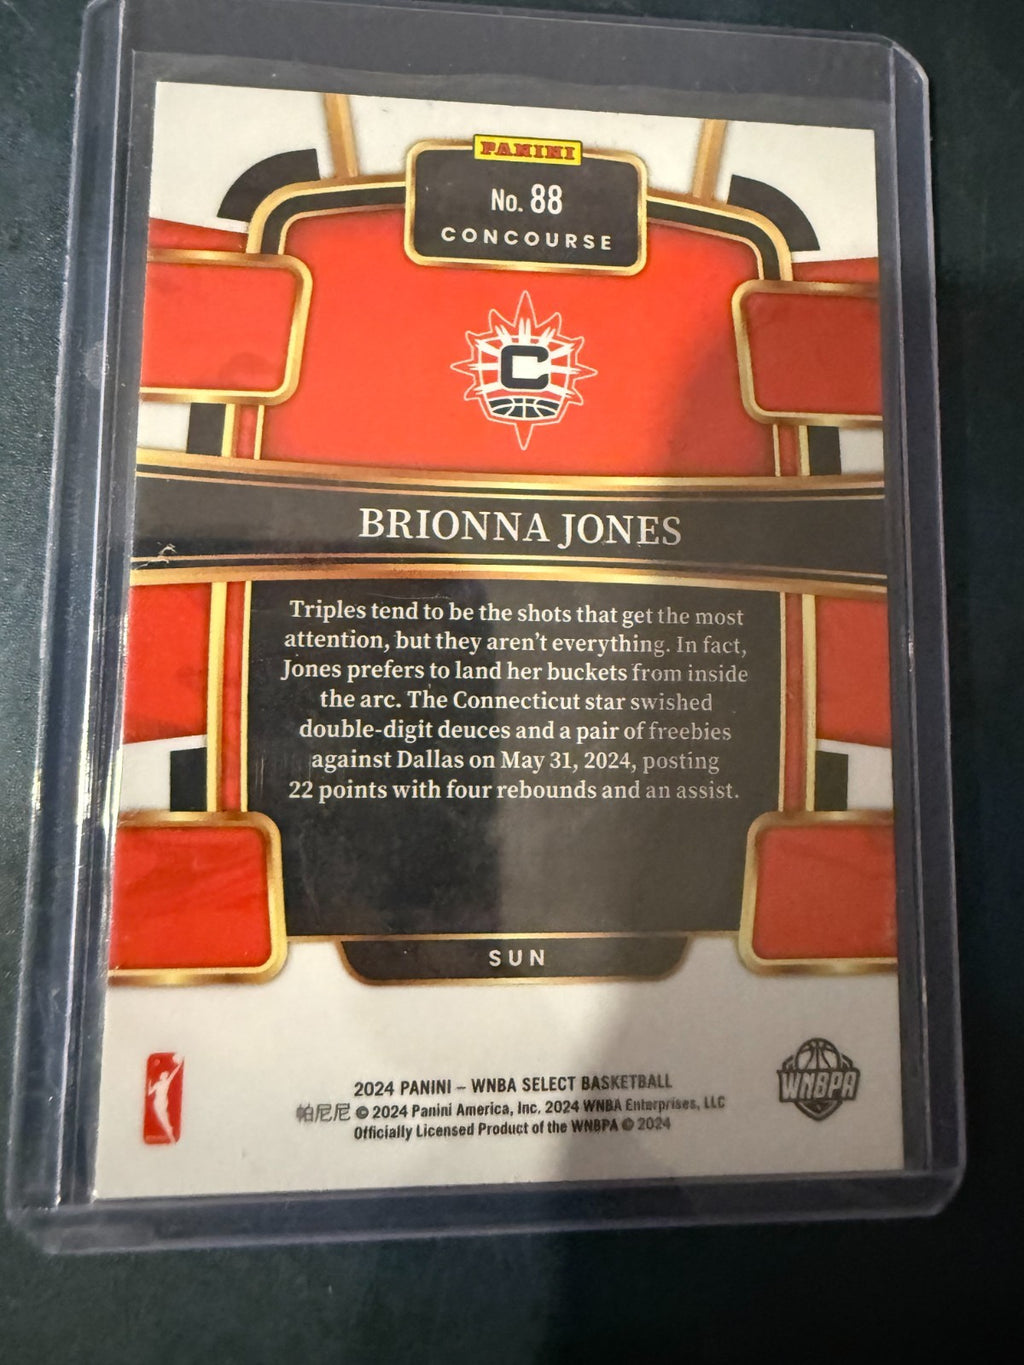 PANINI
No. 88
CONCOURSE
C
BRIONNA JONES
Triples tend to be the shots that get the most
attention, but they aren't everything. In fact,
Jones prefers to land her buckets from inside
the arc. The Connecticut star swished
double-digit deuces and a pair of freebies
against Dallas on May 31, 2024, posting
22 points with four rebounds and an assist.
SUN
2024 PANINI – WNBA SELECT BASKETBALL
帕尼尼 © 2024 Panini America, Inc. 2024 WNBA Enterprises, LLC
Officially Licensed Product of the WNBPA © 2024
WNBPA